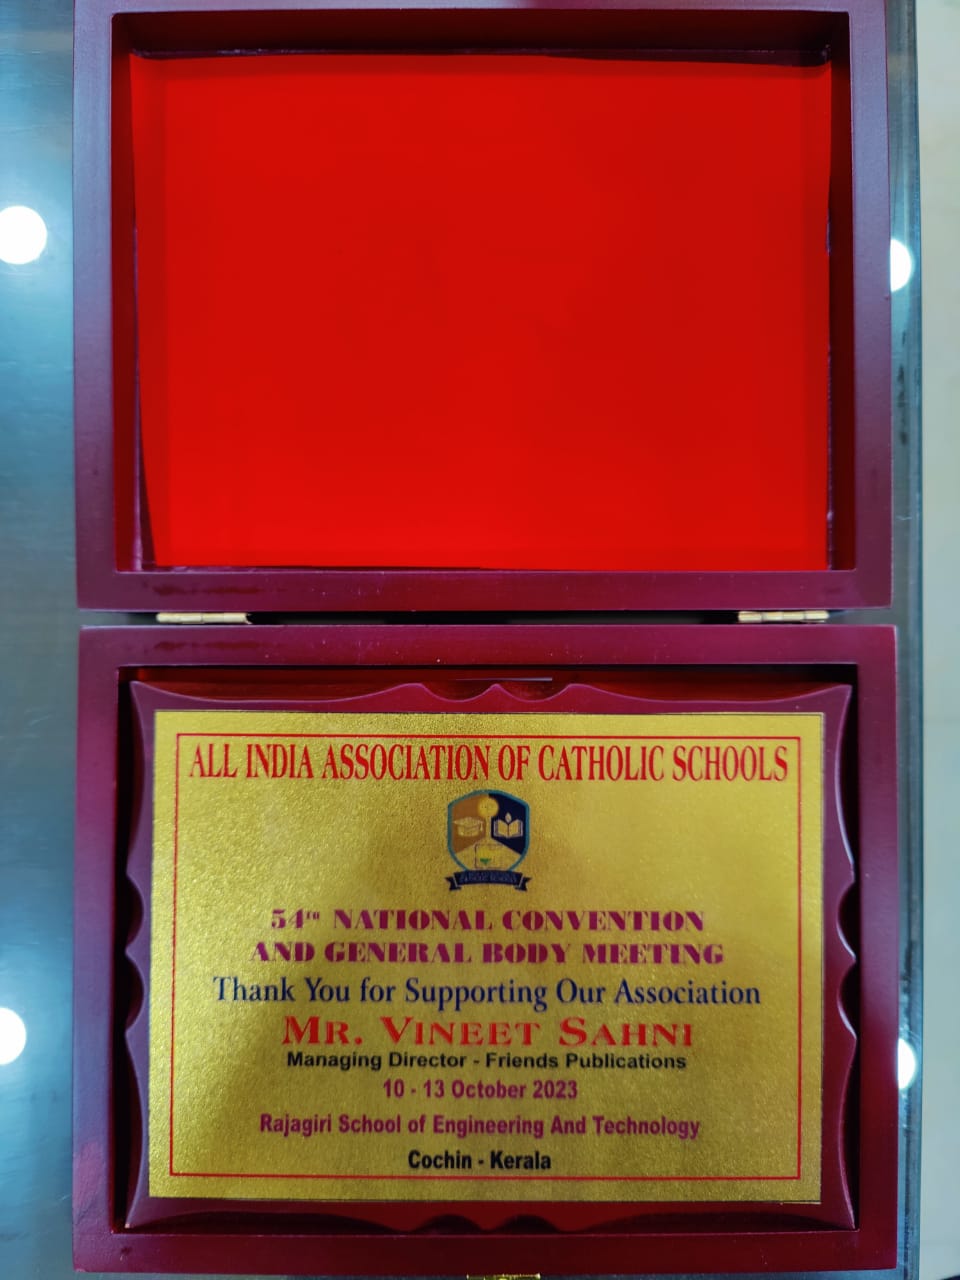 ALL INDIA ASSOCIATION OF CATHOLIC SCHOOLS
CATHOLIC SCHOOLS
54TH NATIONAL CONVENTION
AND GENERAL BODY MEETING
Thank You for Supporting Our Association
MR. VINEET SAHNI
Managing Director - Friends Publications
10 - 13 October 2023
Rajagiri School of Engineering And Technology
Cochin - Kerala